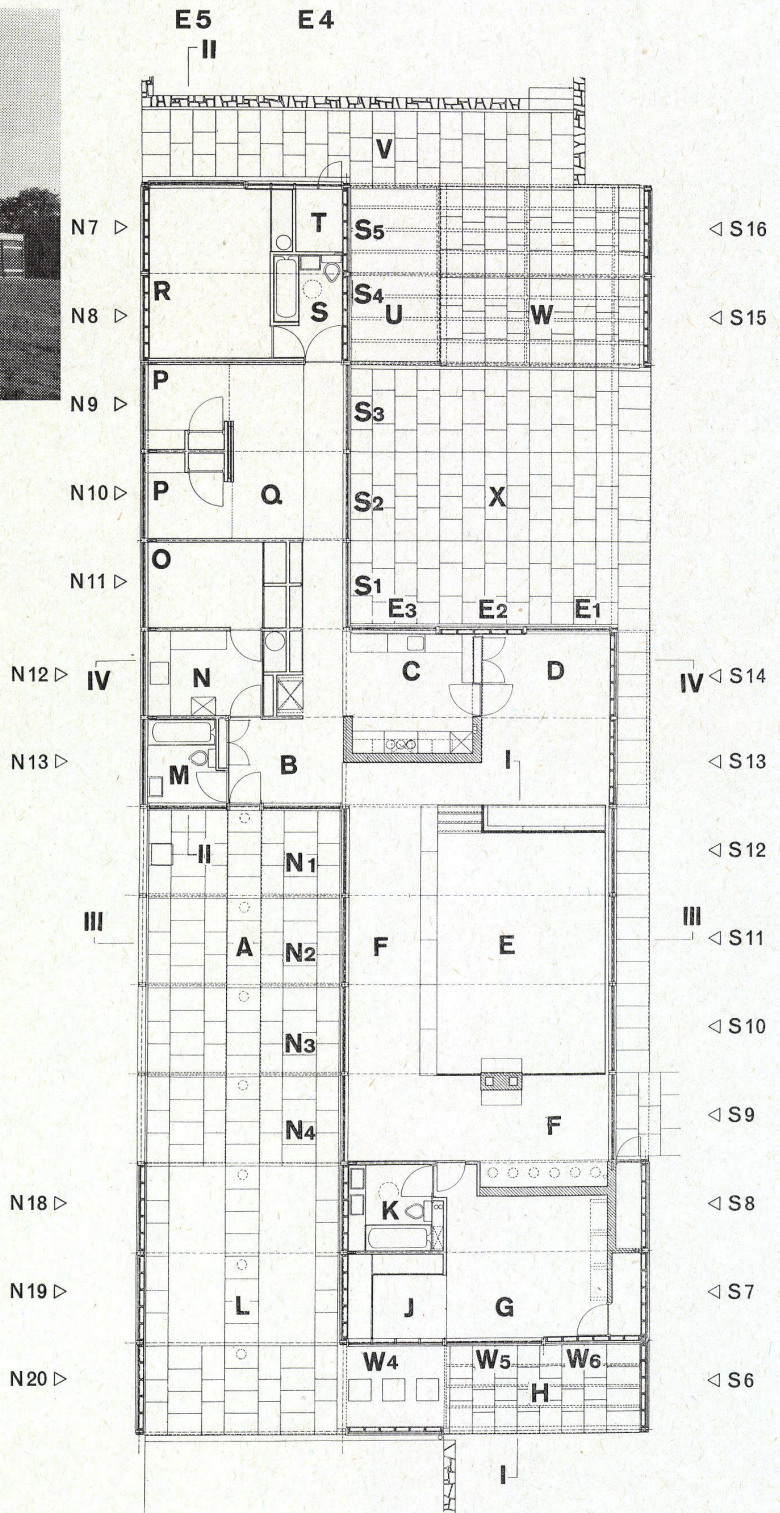 E5 E4
II
V
N7 ▷ T S5 ◁ S16
R S4
N8 ▷ S U W ◁ S15
P
N9 ▷ S3
N10 ▷ P Q S2 X
O
N11 ▷ S1
E3 E2 E1
N12 ▷ IV N C D IV ◁ S14
N13 ▷ M B I ◁ S13
II N1 ◁ S12
III III
A N2 F E ◁ S11
N3 ◁ S10
N4 F ◁ S9
N18 ▷ K ◁ S8
N19 ▷ L J G ◁ S7
W4 W5 W6
N20 ▷ H ◁ S6
I